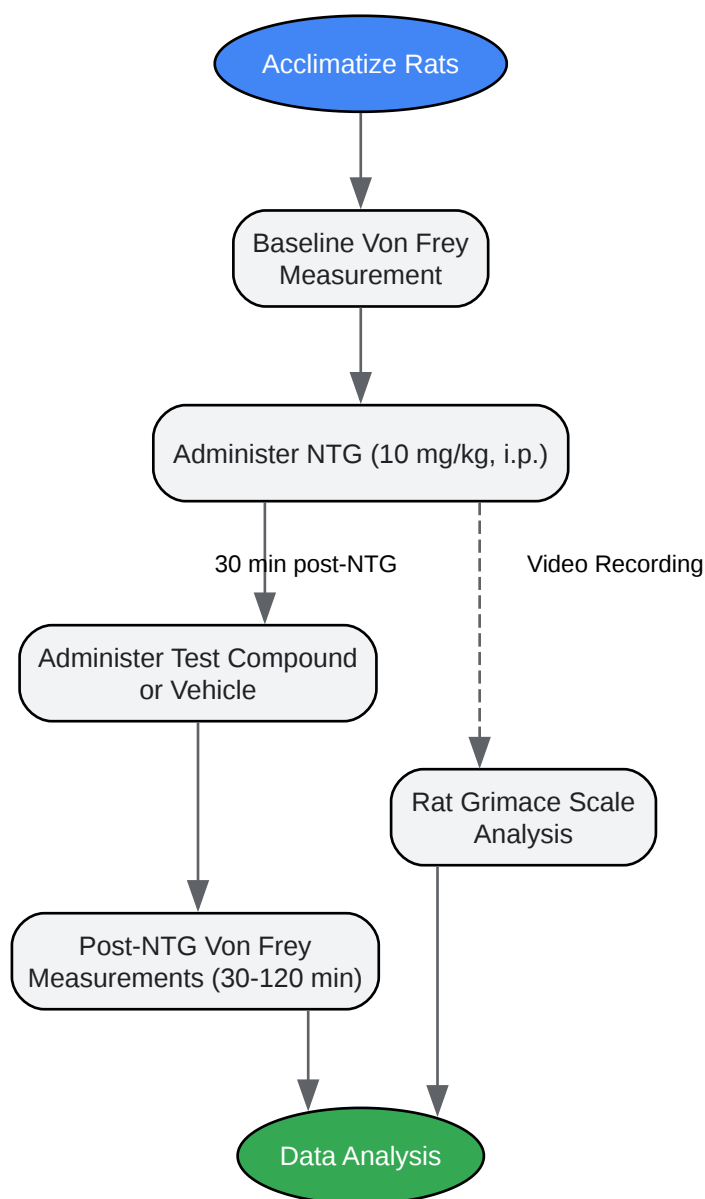 Acclimatize Rats
Baseline Von Frey
Measurement
Administer NTG (10 mg/kg, i.p.)
30 min post-NTG
Video Recording
Administer Test Compound
or Vehicle
Rat Grimace Scale
Analysis
Post-NTG Von Frey
Measurements (30-120 min)
Data Analysis